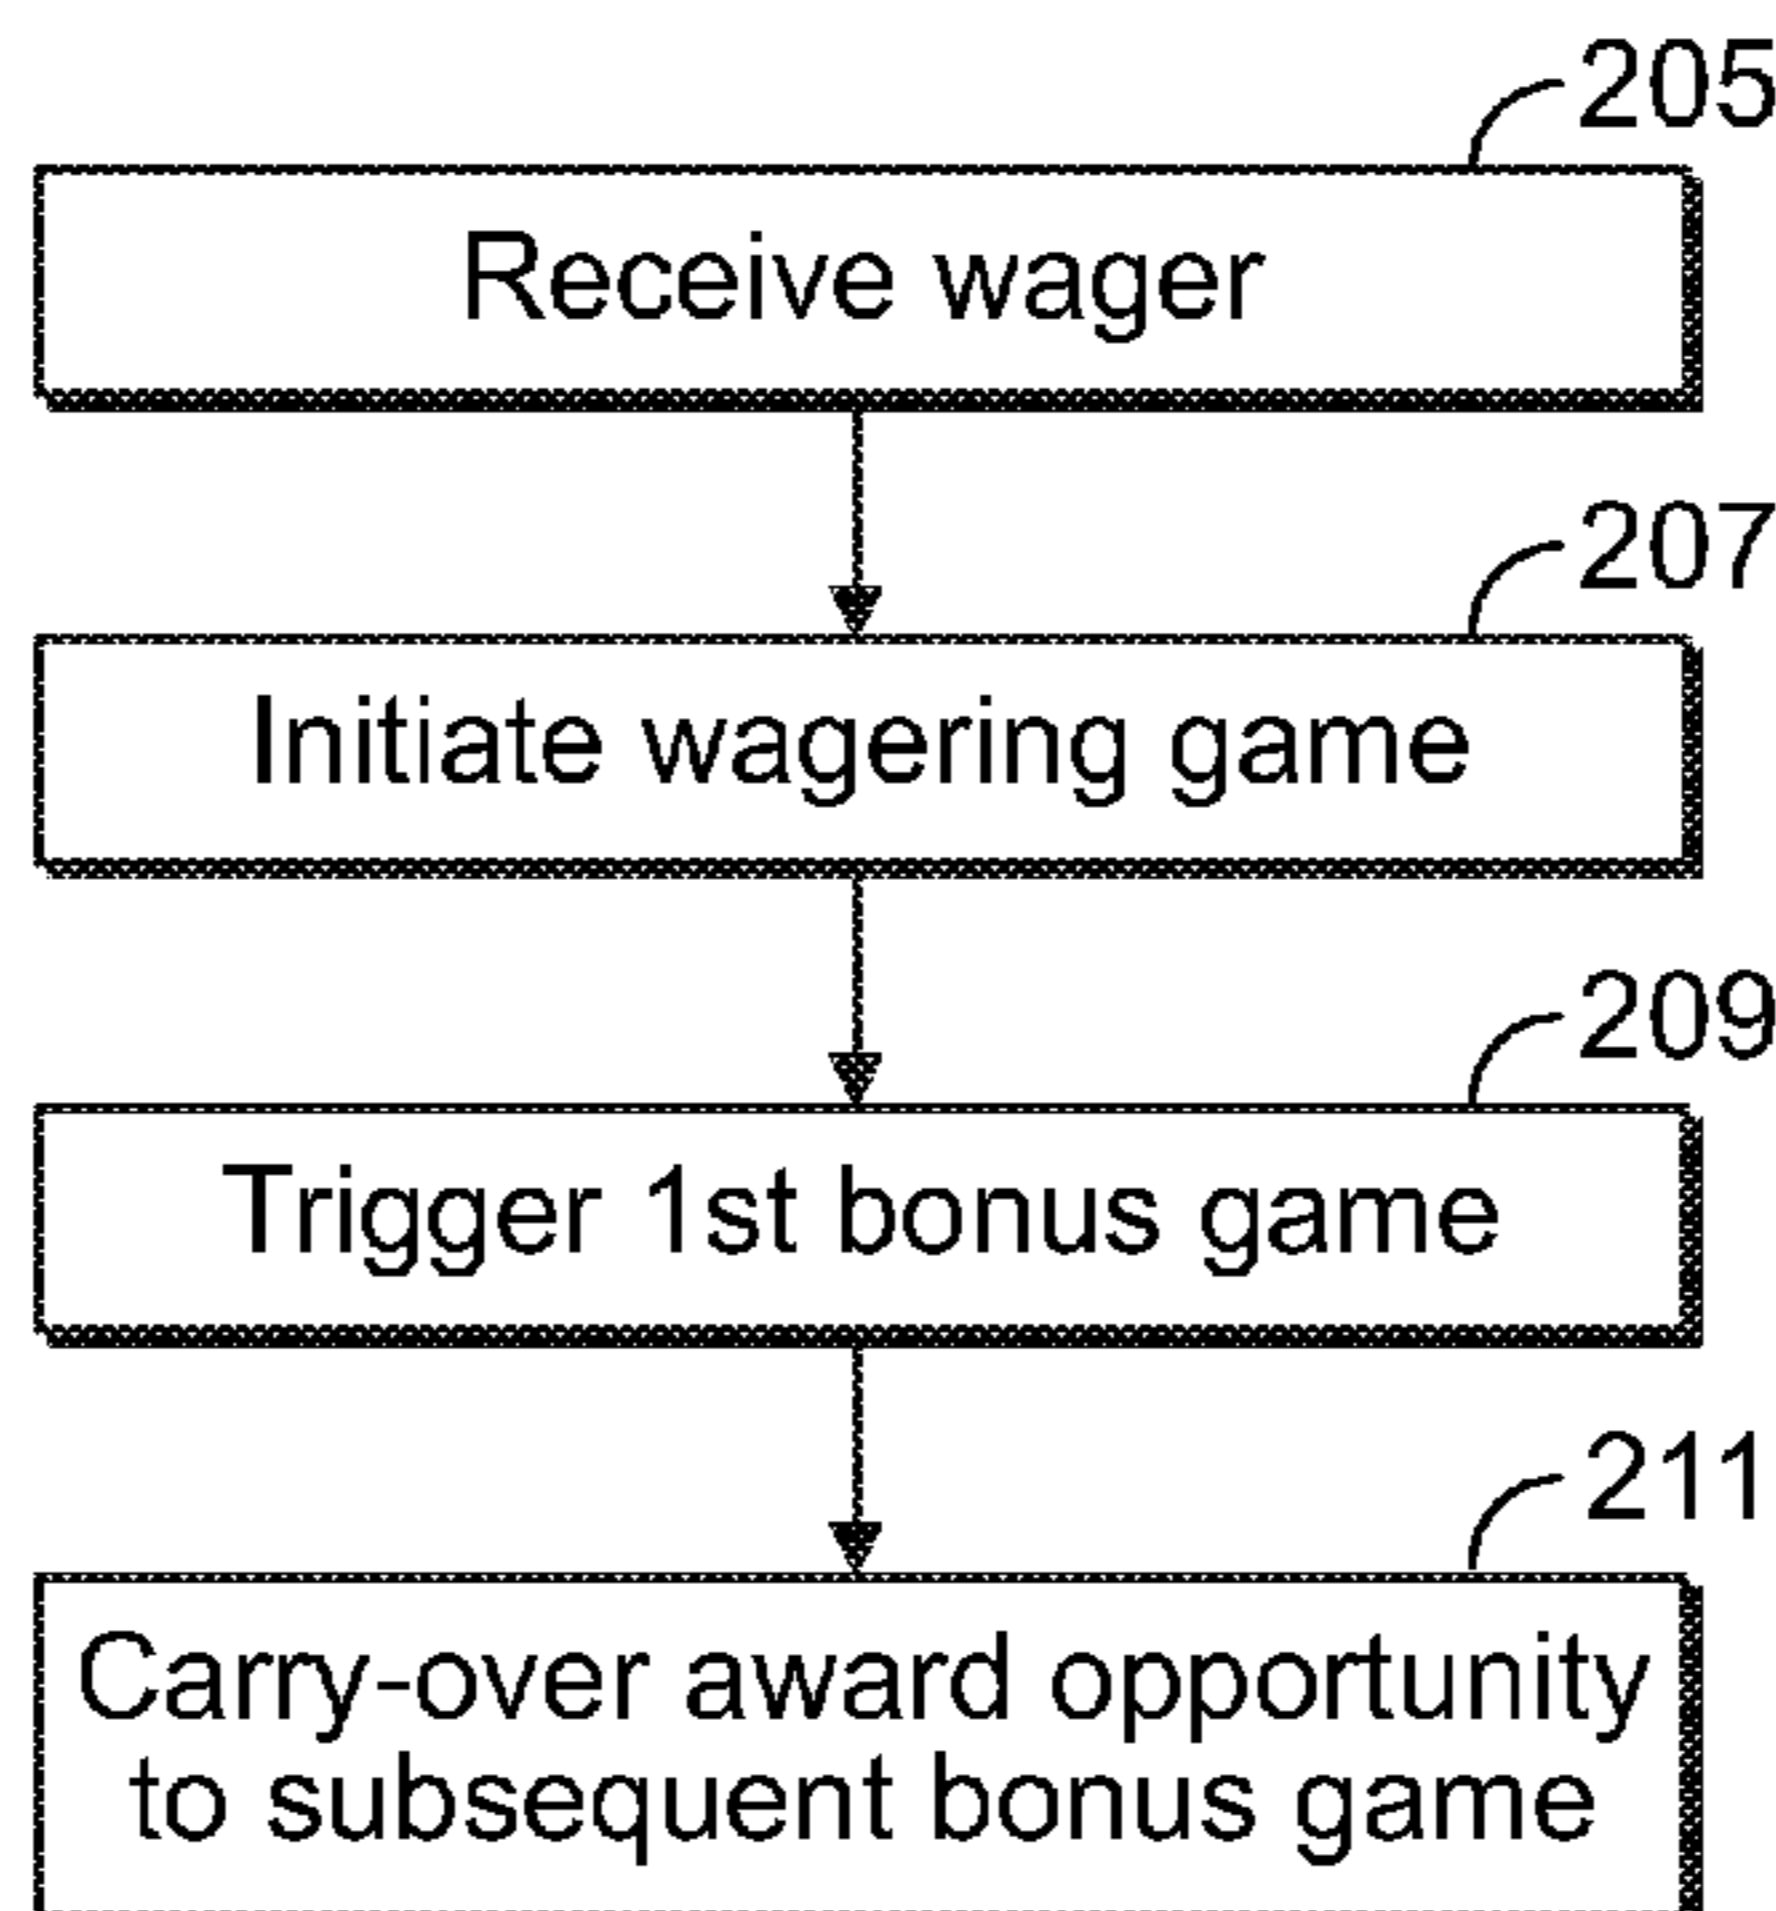 205
Receive wager
207
Initiate wagering game
209
Trigger 1st bonus game
211
Carry-over award opportunity
to subsequent bonus game